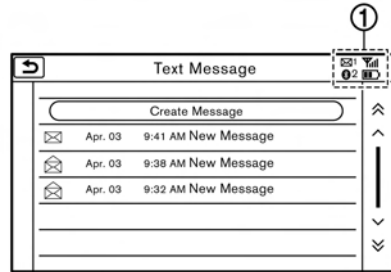 ①
Text Message
1
2
Create Message
Apr. 03 9:41 AM New Message
Apr. 03 9:38 AM New Message
Apr. 03 9:32 AM New Message